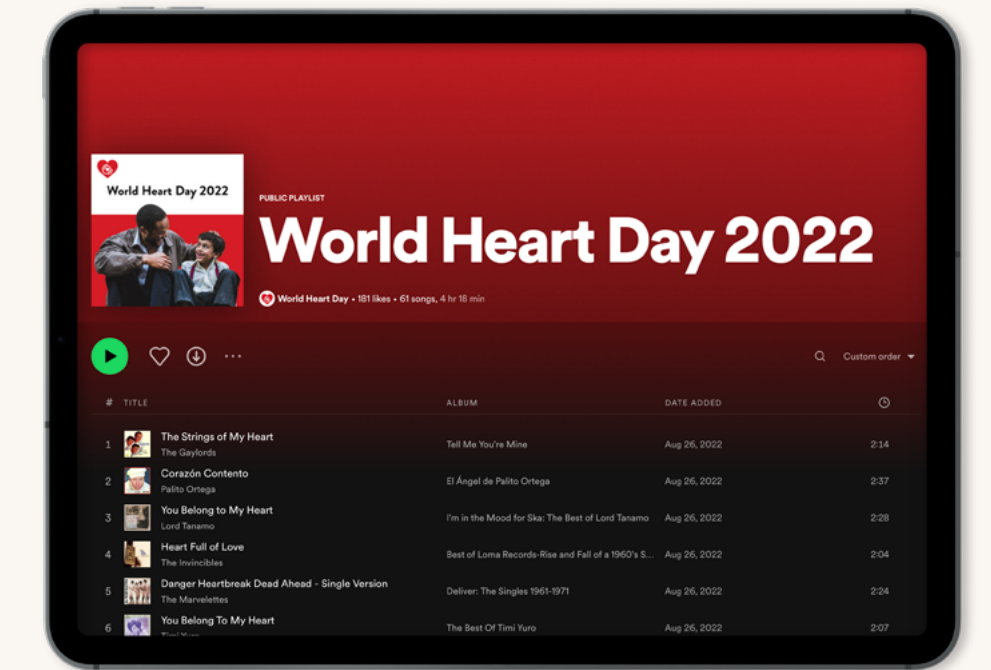 World Heart Day 2022
PUBLIC PLAYLIST
World Heart Day 2022
World Heart Day • 181 likes • 61 songs, 4 hr 18 min
Custom order
# TITLE ALBUM DATE ADDED
1 The Strings of My Heart Tell Me You're Mine Aug 26, 2022 2:14
The Gaylords
2 Corazón Contento El Ángel de Palito Ortega Aug 26, 2022 2:37
Palito Ortega
3 You Belong to My Heart I'm in the Mood for Ska: The Best of Lord Tanamo Aug 26, 2022 2:28
Lord Tanamo
4 Heart Full of Love Best of Loma Records-Rise and Fall of a 1960's S... Aug 26, 2022 2:04
The Invincibles
5 Danger Heartbreak Dead Ahead - Single Version Deliver: The Singles 1961-1971 Aug 26, 2022 2:24
The Marvelettes
6 You Belong To My Heart The Best Of Timi Yuro Aug 26, 2022 2:07
Timi Yuro